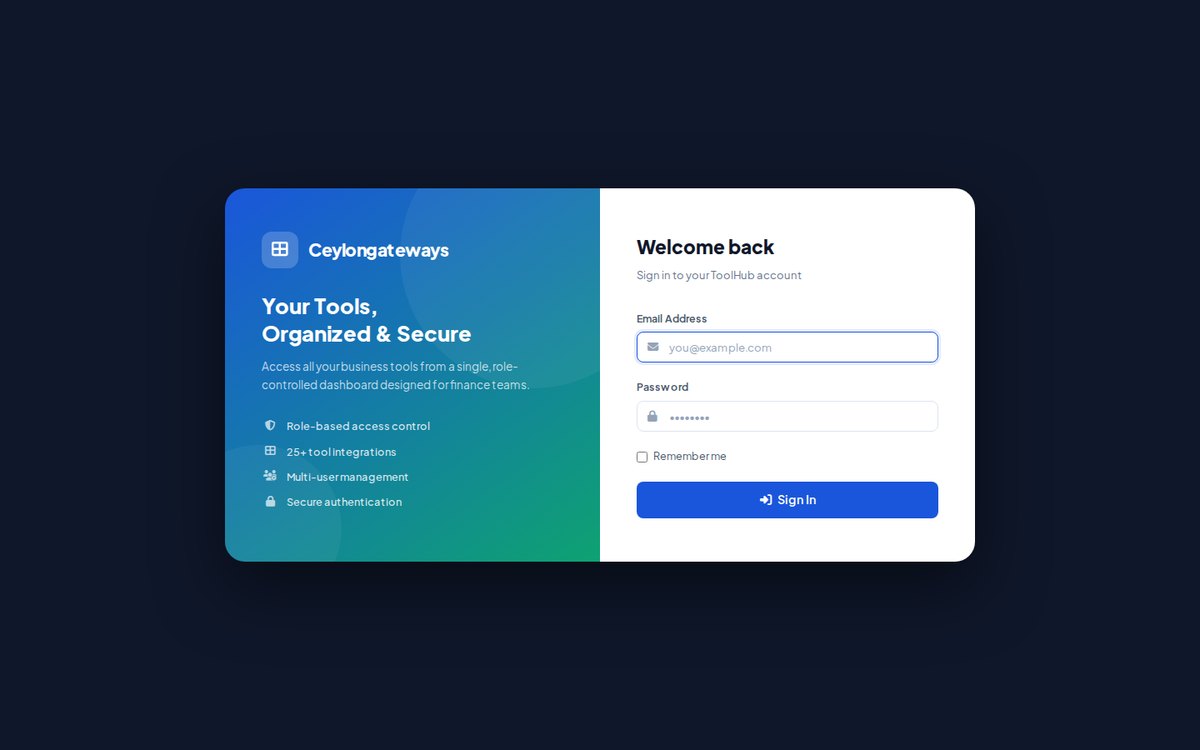 Ceylongateways
Your Tools,
Organized & Secure
Access all your business tools from a single, role-
controlled dashboard designed for finance teams.
Role-based access control
25+ tool integrations
Multi-user management
Secure authentication
Welcome back
Sign in to your ToolHub account
Email Address
you@example.com
Password
••••••••
Remember me
Sign In